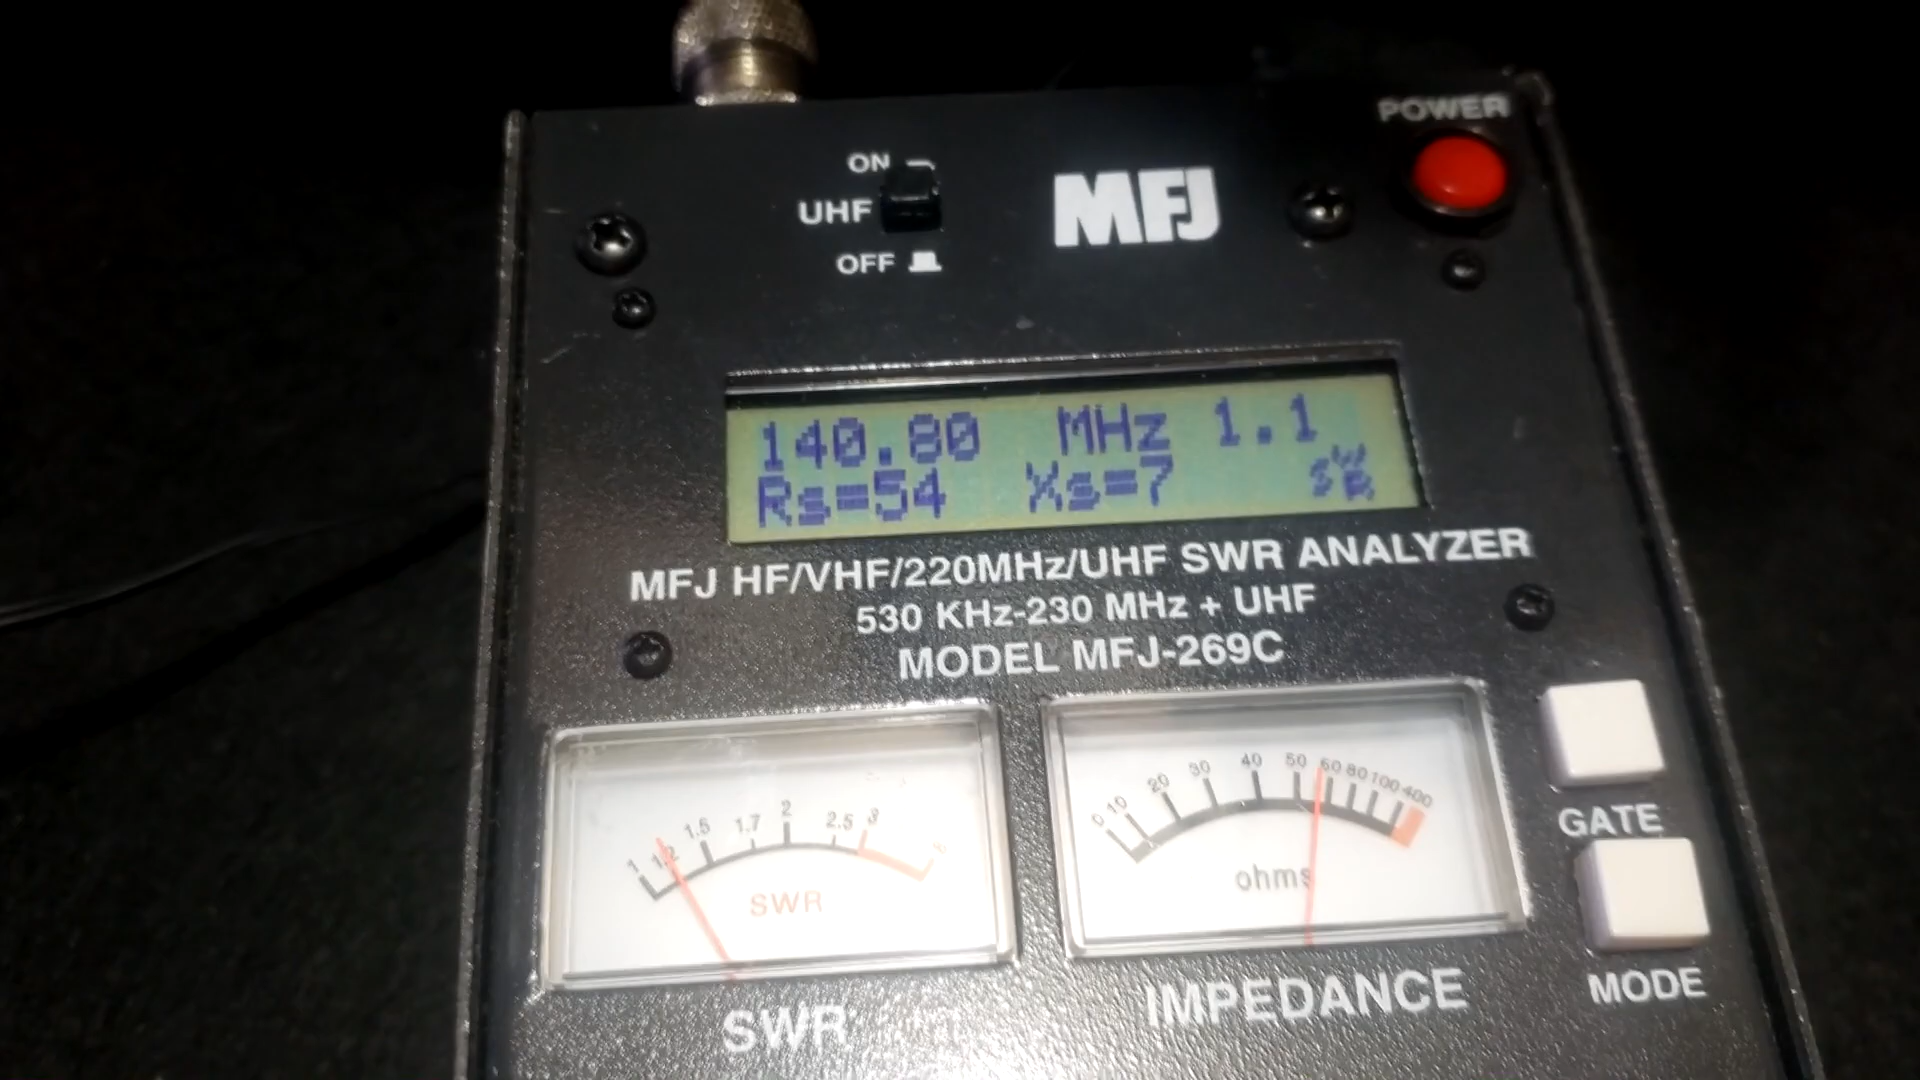 POWER
ON
UHF
OFF
MFJ
140.80 MHz 1.1
Rs=54 Xs=7 SWR
MFJ HF/VHF/220MHz/UHF SWR ANALYZER
530 KHz-230 MHz + UHF
MODEL MFJ-269C
1 1.2 1.5 1.7 2 2.5 3
SWR
0 10 20 30 40 50 60 80 100 400
ohms
GATE
MODE
SWR
IMPEDANCE